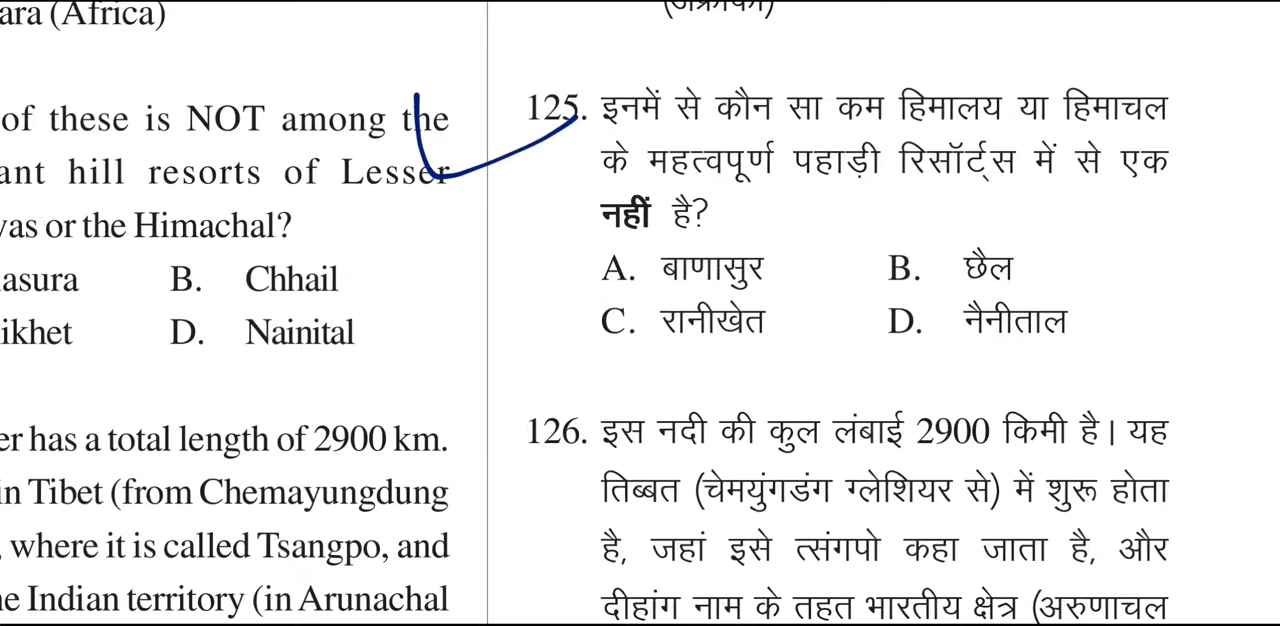 ara (Africa)
of these is NOT among the
ant hill resorts of Lesser
as or the Himachal?
asura B. Chhail
ikhet D. Nainital
er has a total length of 2900 km.
in Tibet (from Chemayungdung
, where it is called Tsangpo, and
e Indian territory (in Arunachal
(अफ्रीका)
125. इनमें से कौन सा कम हिमालय या हिमाचल
के महत्वपूर्ण पहाड़ी रिसॉर्ट्स में से एक
नहीं है?
A. बाणासुर B. छैल
C. रानीखेत D. नैनीताल
126. इस नदी की कुल लंबाई 2900 किमी है। यह
तिब्बत (चेमयुंगडंग ग्लेशियर से) में शुरू होता
है, जहां इसे त्संगपो कहा जाता है, और
दीहांग नाम के तहत भारतीय क्षेत्र (अरुणाचल